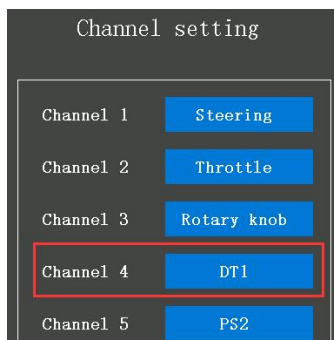 Channel setting
Channel 1 Steering
Channel 2 Throttle
Channel 3 Rotary knob
Channel 4 DT1
Channel 5 PS2